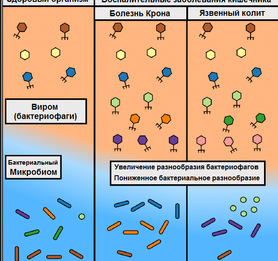 Здоровый организм
Воспалительные заболевания кишечника
Болезнь Крона
Язвенный колит
Виром
(бактериофаги)
Бактериальный
Микробиом
Увеличение разнообразия бактериофагов
Пониженное бактериальное разнообразие